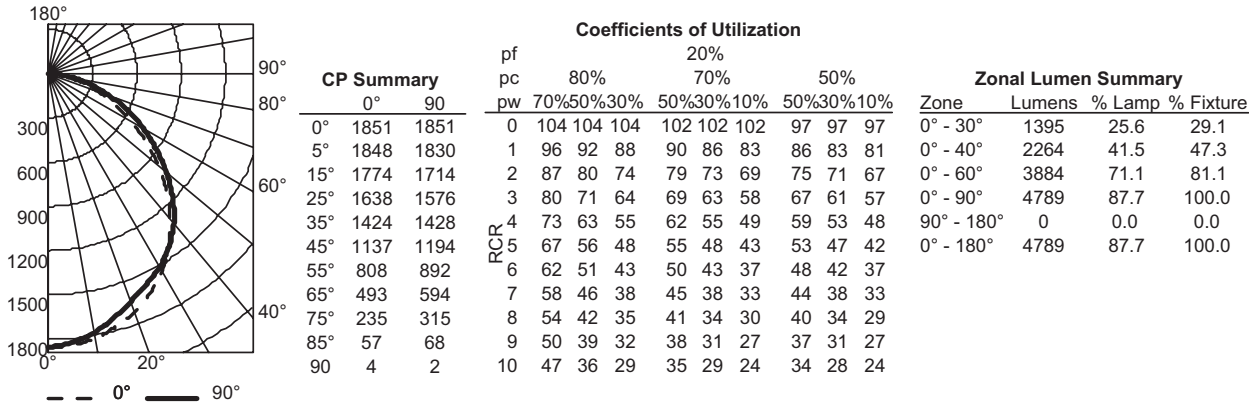 180°
90°
80°
60°
40°
300
600
900
1200
1500
1800
0° 20°
0° 90°
CP Summary
0° 90
0° 1851 1851
5° 1848 1830
15° 1774 1714
25° 1638 1576
35° 1424 1428
45° 1137 1194
55° 808 892
65° 493 594
75° 235 315
85° 57 68
90 4 2
Coefficients of Utilization
pf 20%
pc 80% 70% 50%
pw 70% 50% 30% 50% 30% 10% 50% 30% 10%
RCR
0 104 104 104 102 102 102 97 97 97
1 96 92 88 90 86 83 86 83 81
2 87 80 74 79 73 69 75 71 67
3 80 71 64 69 63 58 67 61 57
4 73 63 55 62 55 49 59 53 48
5 67 56 48 55 48 43 53 47 42
6 62 51 43 50 43 37 48 42 37
7 58 46 38 45 38 33 44 38 33
8 54 42 35 41 34 30 40 34 29
9 50 39 32 38 31 27 37 31 27
10 47 36 29 35 29 24 34 28 24
Zonal Lumen Summary
Zone Lumens % Lamp % Fixture
0° - 30° 1395 25.6 29.1
0° - 40° 2264 41.5 47.3
0° - 60° 3884 71.1 81.1
0° - 90° 4789 87.7 100.0
90° - 180° 0 0.0 0.0
0° - 180° 4789 87.7 100.0